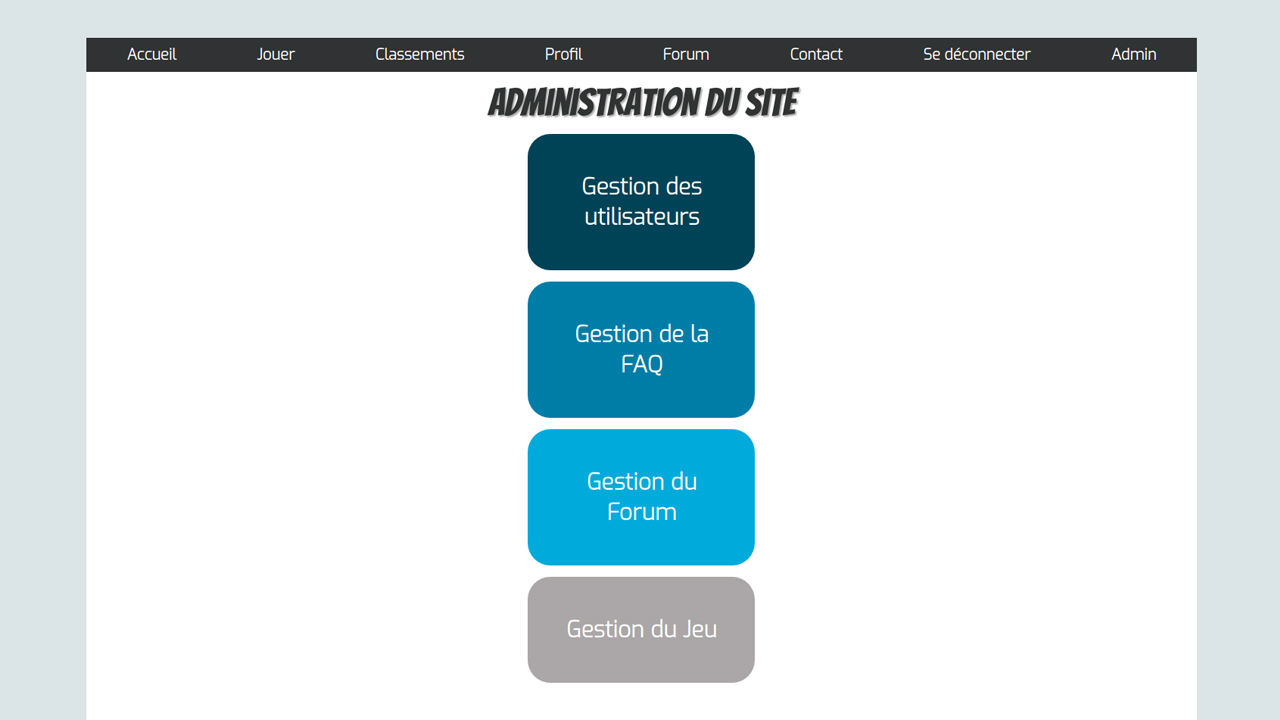 Accueil Jouer Classements Profil Forum Contact Se déconnecter Admin
ADMINISTRATION DU SITE
Gestion des
utilisateurs
Gestion de la
FAQ
Gestion du
Forum
Gestion du Jeu